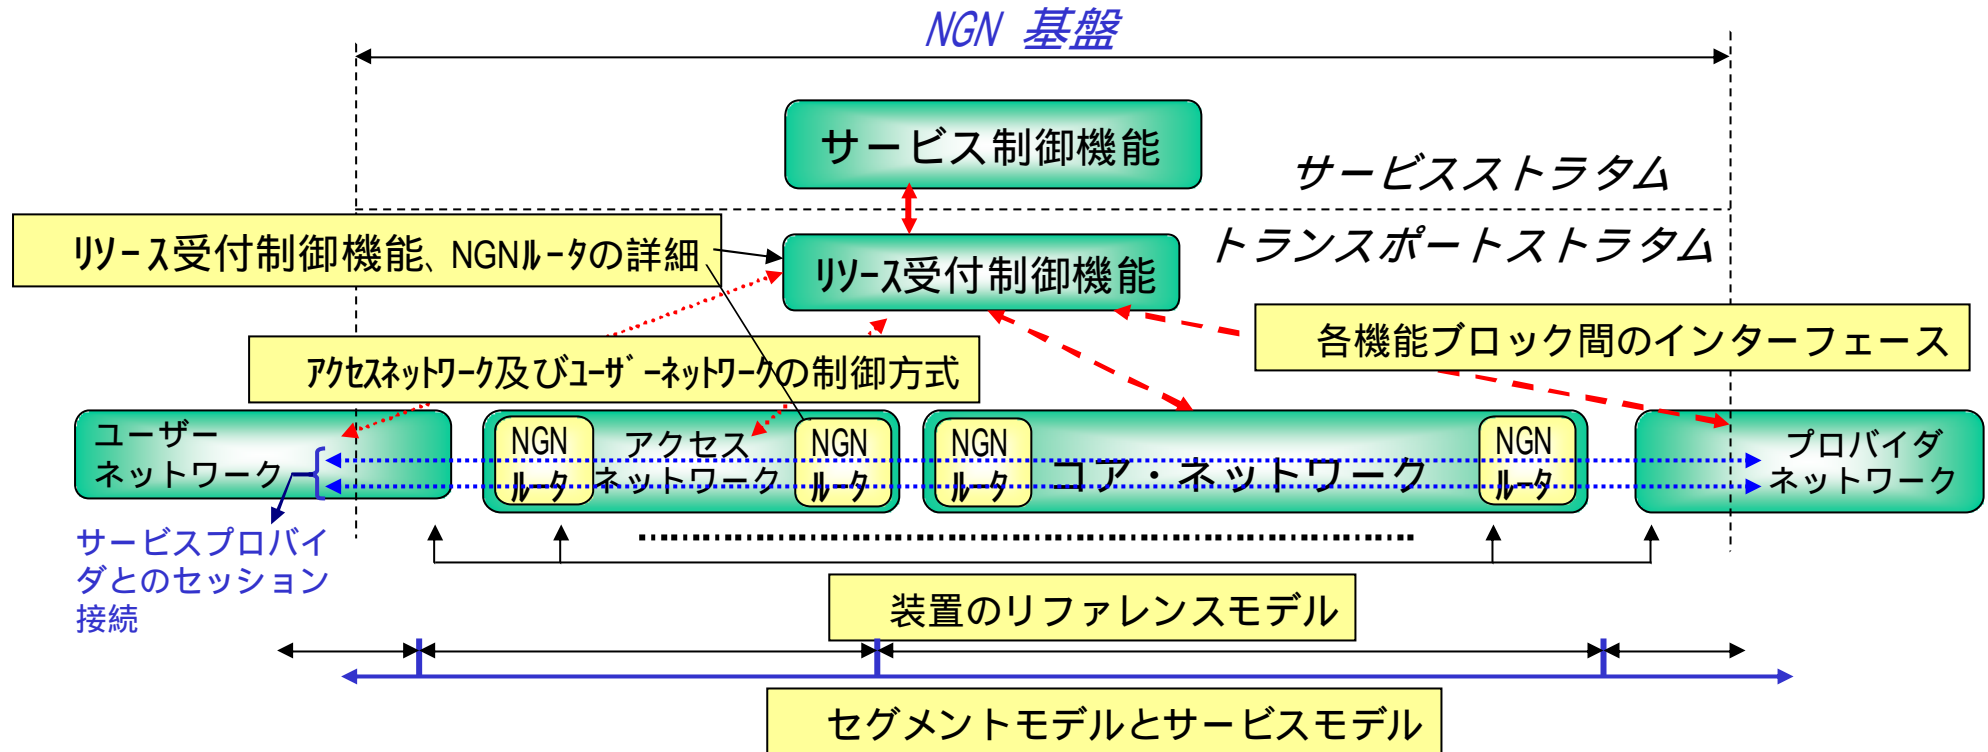 NGN 基盤
サービス制御機能
サービスストラタム
トランスポートストラタム
ﾘｿｰｽ受付制御機能、NGNﾙｰﾀの詳細
ﾘｿｰｽ受付制御機能
各機能ブロック間のインターフェース
ｱｸｾｽﾈｯﾄﾜｰｸ及びﾕｰｻﾞｰﾈｯﾄﾜｰｸの制御方式
ユーザー
ネットワーク
NGN
ﾙｰﾀ
アクセス
ネットワーク
NGN
ﾙｰﾀ
NGN
ﾙｰﾀ
コア・ネットワーク
NGN
ﾙｰﾀ
プロバイダ
ネットワーク
サービスプロバイ
ダとのセッション
接続
装置のリファレンスモデル
セグメントモデルとサービスモデル